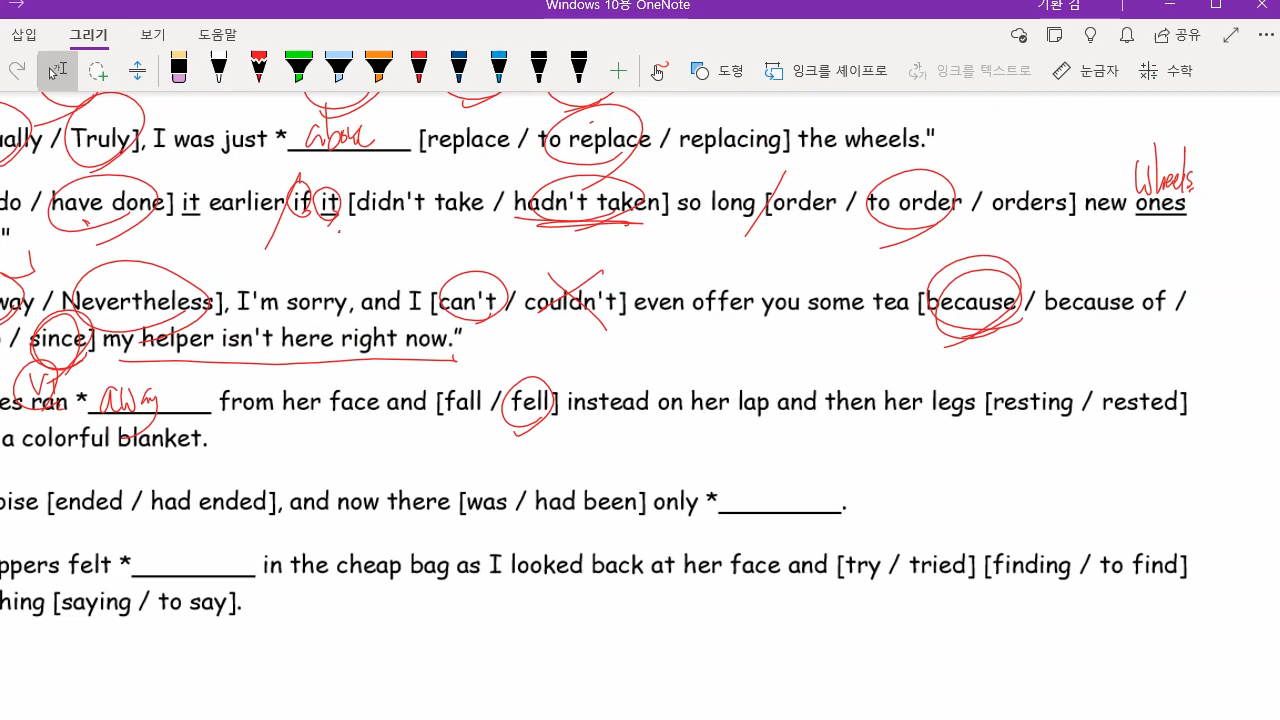 Windows 10용 OneNote 기환 김
삽입 그리기 보기 도움말 공유
도형 잉크를 셰이프로 잉크를 텍스트로 눈금자 수학
ually / Truly], I was just *about [replace / to replace / replacing] the wheels."
wheels
do / have done] it earlier if it [didn't take / hadn't taken] so long [order / to order / orders] new ones
"
way / Nevertheless], I'm sorry, and I [can't / couldn't] even offer you some tea [because / because of /
/ since] my helper isn't here right now.”
es ran *away from her face and [fall / fell] instead on her lap and then her legs [resting / rested]
a colorful blanket.
oise [ended / had ended], and now there [was / had been] only *________.
ppers felt *________ in the cheap bag as I looked back at her face and [try / tried] [finding / to find]
thing [saying / to say].